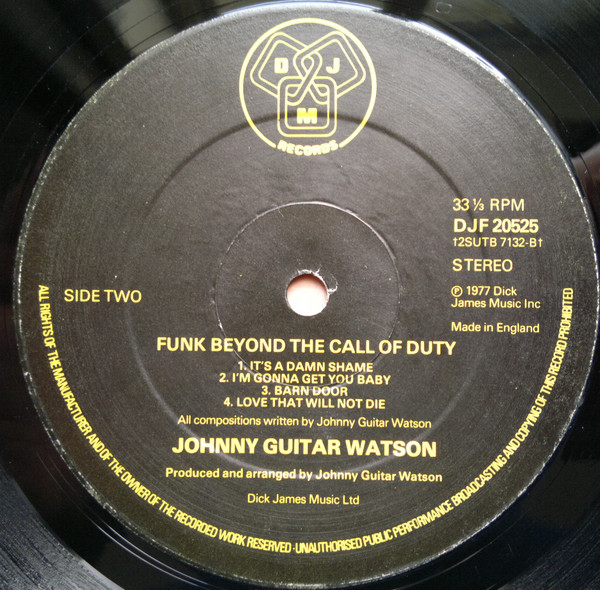 D J
M
RECORDS
33⅓ RPM
DJF 20525
†2SUTB 7132-B†
STEREO
SIDE TWO
℗ 1977 Dick
James Music Inc
Made in England
FUNK BEYOND THE CALL OF DUTY
1. IT'S A DAMN SHAME
2. I'M GONNA GET YOU BABY
3. BARN DOOR
4. LOVE THAT WILL NOT DIE
All compositions written by Johnny Guitar Watson
JOHNNY GUITAR WATSON
Produced and arranged by Johnny Guitar Watson
Dick James Music Ltd
ALL RIGHTS OF THE MANUFACTURER AND OF THE OWNER OF THE RECORDED WORK RESERVED · UNAUTHORISED PUBLIC PERFORMANCE BROADCASTING AND COPYING OF THIS RECORD PROHIBITED